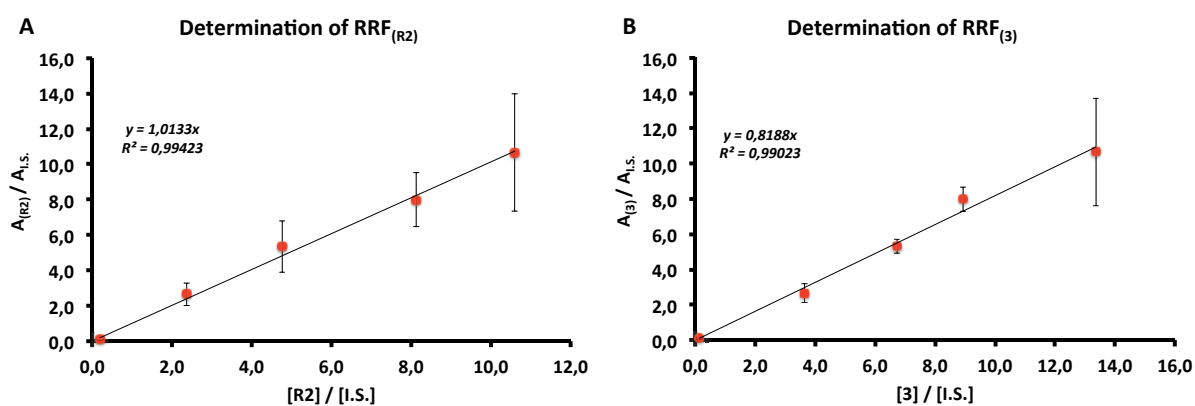 A
Determination of RRF(R2)
16,0
14,0
12,0
10,0
8,0
6,0
4,0
2,0
0,0
A(R2) / AI.S.
y = 1,0133x
R² = 0,99423
0,0 2,0 4,0 6,0 8,0 10,0 12,0
[R2] / [I.S.]
B
Determination of RRF(3)
16,0
14,0
12,0
10,0
8,0
6,0
4,0
2,0
0,0
A(3) / AI.S.
y = 0,8188x
R² = 0,99023
0,0 2,0 4,0 6,0 8,0 10,0 12,0 14,0 16,0
[3] / [I.S.]